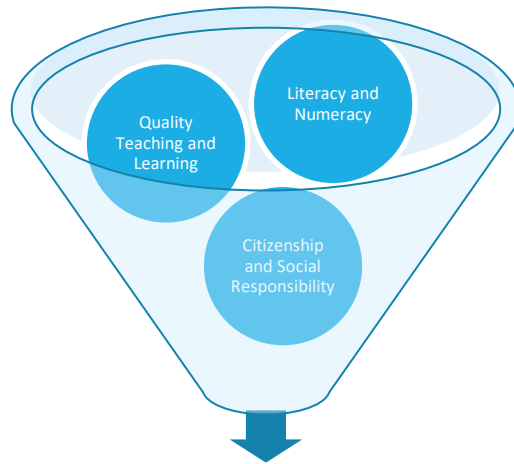 Quality
Teaching and
Learning
Literacy and
Numeracy
Citizenship
and Social
Responsibility